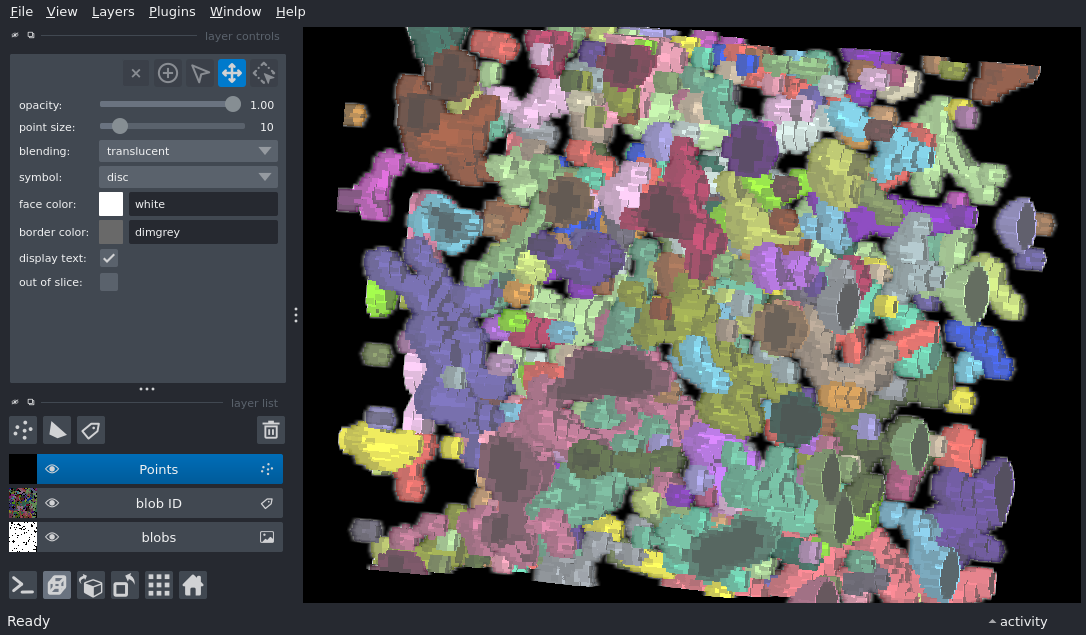 File View Layers Plugins Window Help
layer controls
opacity: 1.00
point size: 10
blending: translucent
symbol: disc
face color: white
border color: dimgrey
display text:
out of slice:
layer list
Points
blob ID
blobs
Ready
activity